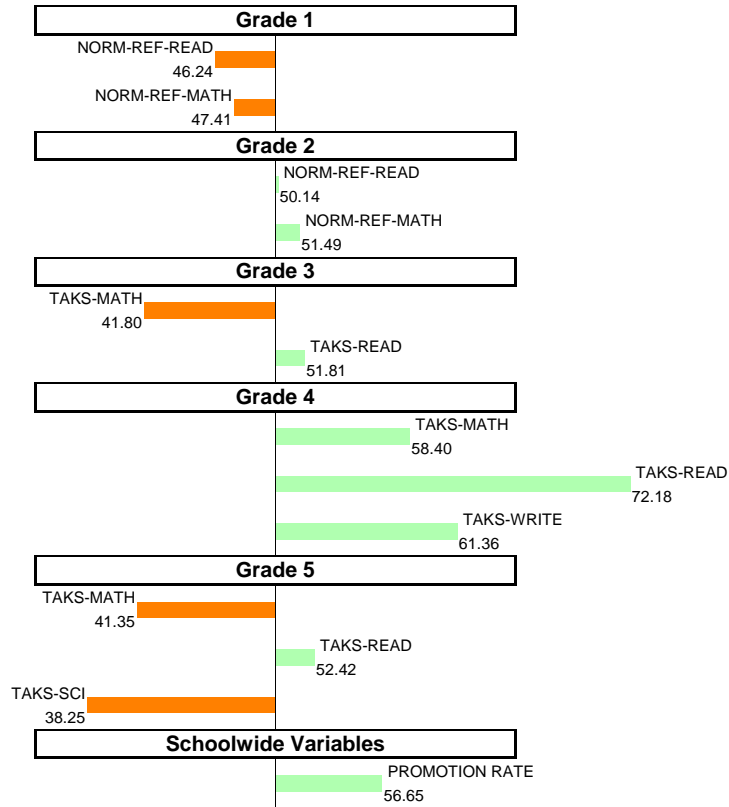 Grade 1
NORM-REF-READ
46.24
NORM-REF-MATH
47.41
Grade 2
NORM-REF-READ
50.14
NORM-REF-MATH
51.49
Grade 3
TAKS-MATH
41.80
TAKS-READ
51.81
Grade 4
TAKS-MATH
58.40
TAKS-READ
72.18
TAKS-WRITE
61.36
Grade 5
TAKS-MATH
41.35
TAKS-READ
52.42
TAKS-SCI
38.25
Schoolwide Variables
PROMOTION RATE
56.65